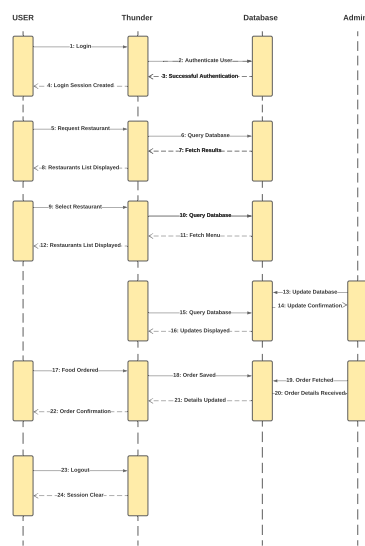 USER Thunder Database Admin
1: Login
2: Authenticate User
3: Successful Authentication
4: Login Session Created
5: Request Restaurant
6: Query Database
7: Fetch Results
8: Restaurants List Displayed
9: Select Restaurant
10: Query Database
11: Fetch Menu
12: Restaurants List Displayed
13: Update Database
14: Update Confirmation
15: Query Database
16: Updates Displayed
17: Food Ordered
18: Order Saved
19. Order Fetched
20: Order Details Received
21: Details Updated
22: Order Confirmation
23: Logout
24: Session Clear